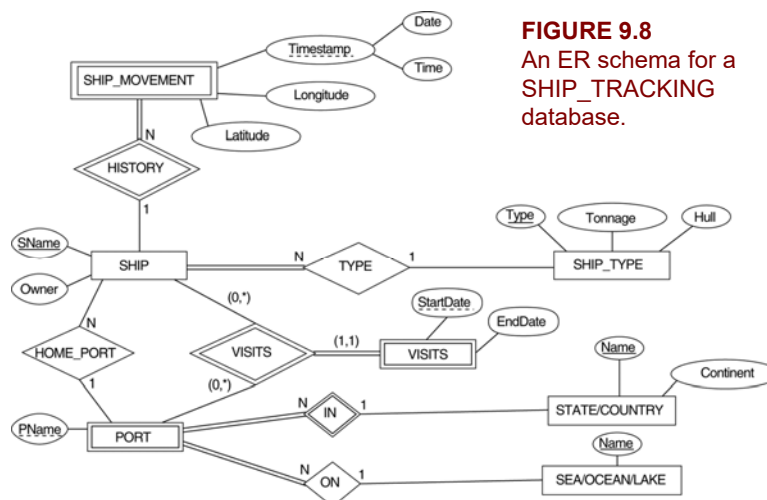 FIGURE 9.8
An ER schema for a
SHIP_TRACKING
database.
Date
Timestamp
Time
SHIP_MOVEMENT
Longitude
Latitude
N
HISTORY
1
SName
SHIP
Owner
N
TYPE
1
Type
Tonnage
Hull
SHIP_TYPE
(0,*)
StartDate
EndDate
N
HOME_PORT
1
VISITS
(1,1)
VISITS
(0,*)
PName
PORT
N
IN
1
Name
Continent
STATE/COUNTRY
N
ON
1
Name
SEA/OCEAN/LAKE